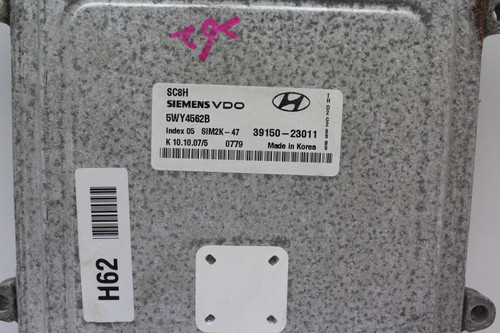 SC8H
SIEMENS VDO
5WY4562B
Index 05 SIM2K-47 39150-23011
K 10.10.07/5 0779 Made in Korea
H62